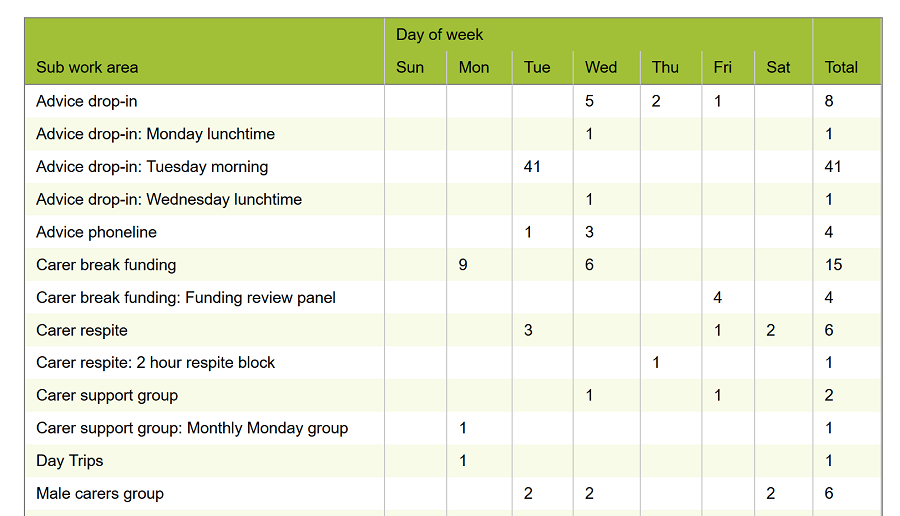 Day of week
Sub work area Sun Mon Tue Wed Thu Fri Sat Total
Advice drop-in 5 2 1 8
Advice drop-in: Monday lunchtime 1 1
Advice drop-in: Tuesday morning 41 41
Advice drop-in: Wednesday lunchtime 1 1
Advice phoneline 1 3 4
Carer break funding 9 6 15
Carer break funding: Funding review panel 4 4
Carer respite 3 1 2 6
Carer respite: 2 hour respite block 1 1
Carer support group 1 1 2
Carer support group: Monthly Monday group 1 1
Day Trips 1 1
Male carers group 2 2 2 6